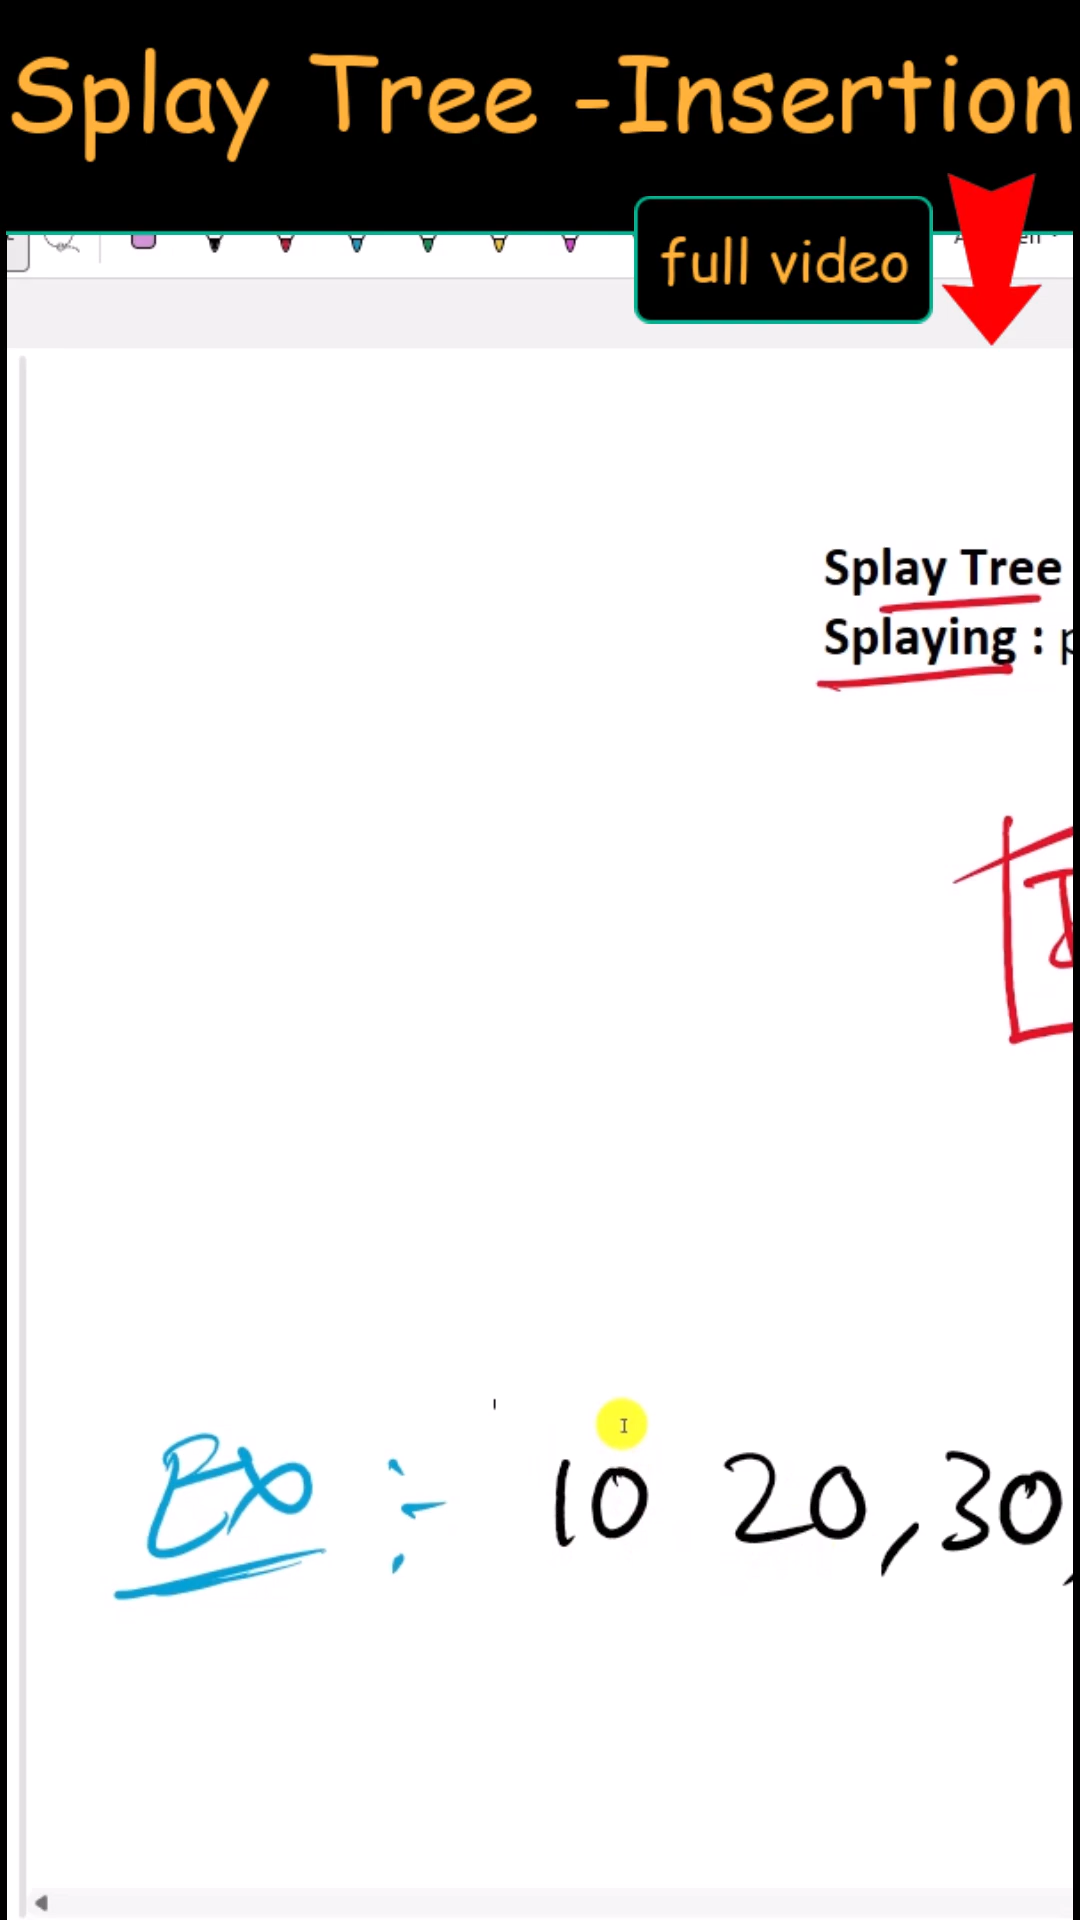 Splay Tree -Insertion
full video
Splay Tree
Splaying :
Ex :- 10 20, 30,